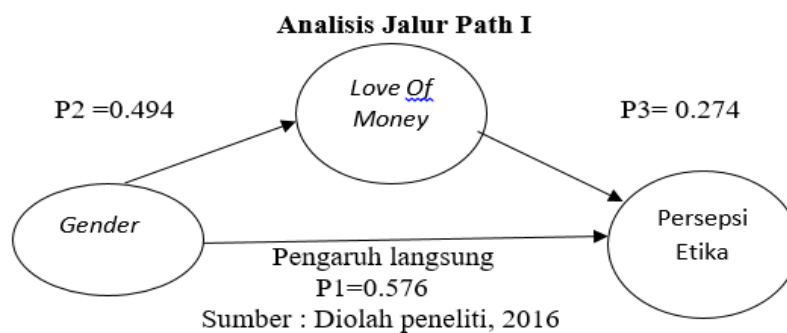 Analisis Jalur Path I
P2 =0.494
Love Of
Money
P3= 0.274
Gender
Persepsi
Etika
Pengaruh langsung
P1=0.576
Sumber : Diolah peneliti, 2016